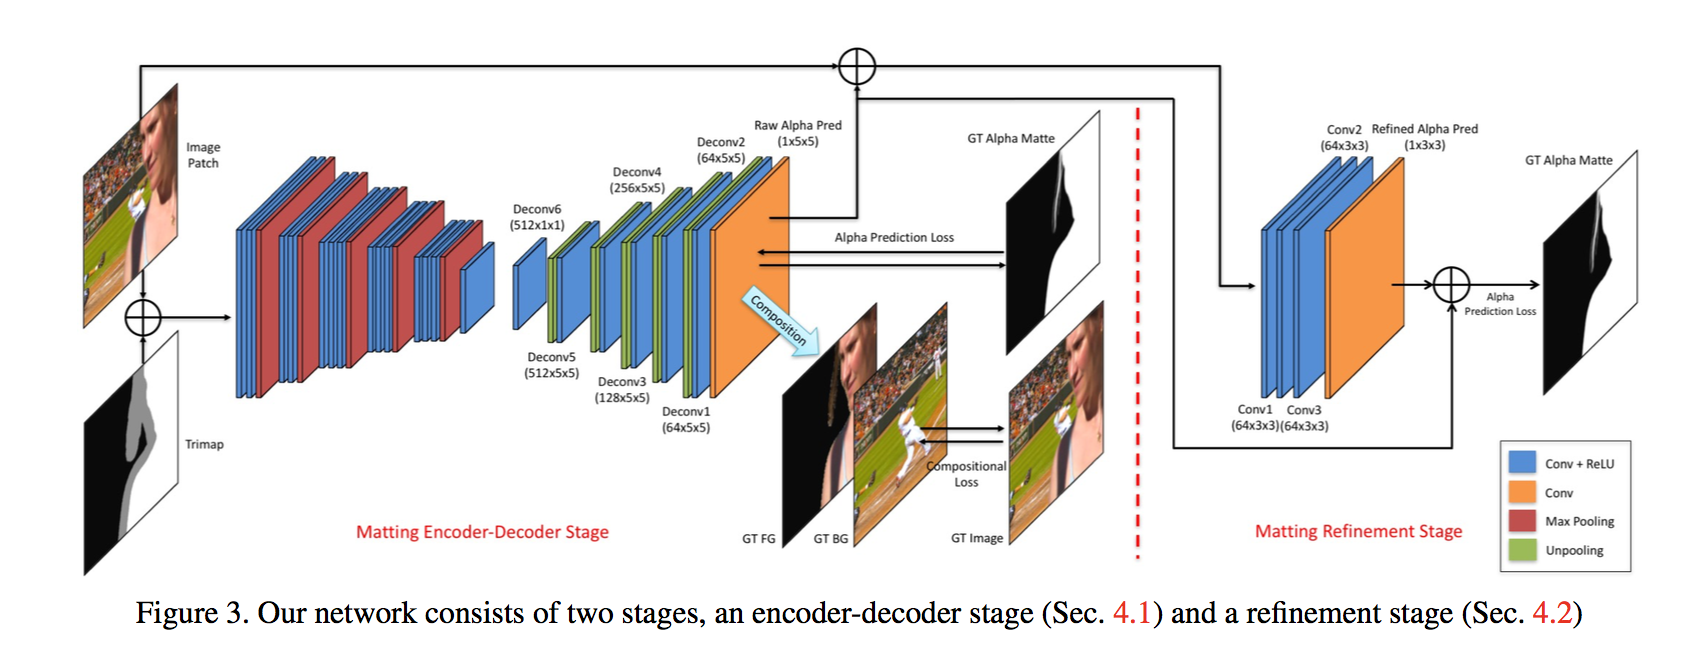 Image
Patch
Trimap
Deconv6
(512x1x1)
Deconv5
(512x5x5)
Deconv4
(256x5x5)
Deconv3
(128x5x5)
Deconv2
(64x5x5)
Deconv1
(64x5x5)
Raw Alpha Pred
(1x5x5)
GT Alpha Matte
Alpha Prediction Loss
Composition
Compositional
Loss
GT FG
GT BG
GT Image
Matting Encoder-Decoder Stage
Conv2
(64x3x3)
Refined Alpha Pred
(1x3x3)
Conv1
(64x3x3)
Conv3
(64x3x3)
GT Alpha Matte
Alpha
Prediction Loss
Matting Refinement Stage
Conv + ReLU
Conv
Max Pooling
Unpooling
Figure 3. Our network consists of two stages, an encoder-decoder stage (Sec. 4.1) and a refinement stage (Sec. 4.2)